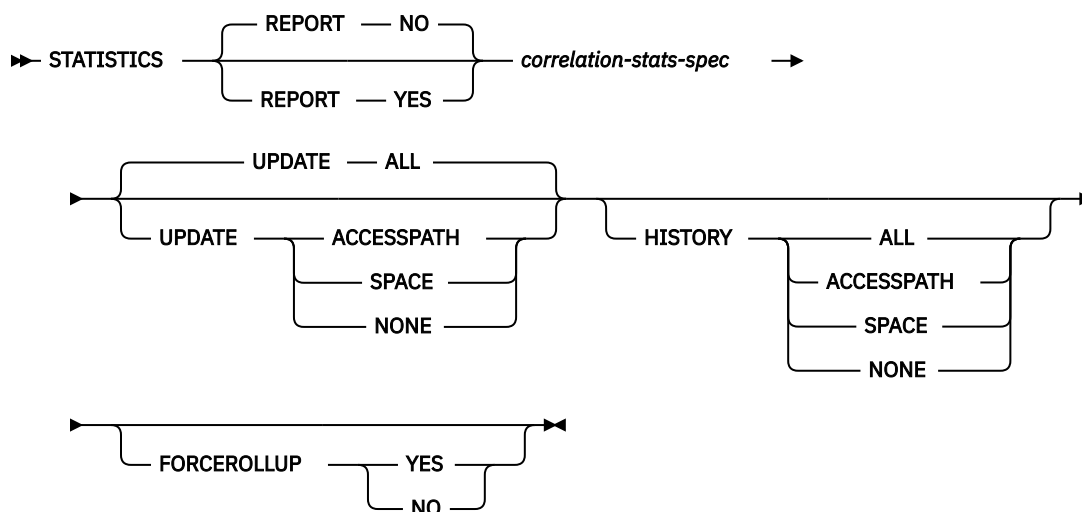 REPORT NO
STATISTICS correlation-stats-spec
REPORT YES
UPDATE ALL
UPDATE ACCESSPATH HISTORY ALL
SPACE ACCESSPATH
NONE SPACE
NONE
FORCEROLLUP YES
NO